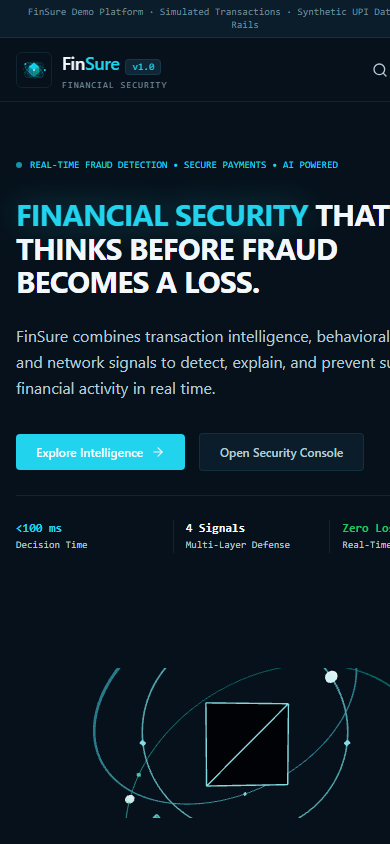 FinSure Demo Platform · Simulated Transactions · Synthetic UPI Dat
Rails
FinSure v1.0
FINANCIAL SECURITY
REAL-TIME FRAUD DETECTION • SECURE PAYMENTS • AI POWERED
FINANCIAL SECURITY THAT
THINKS BEFORE FRAUD
BECOMES A LOSS.
FinSure combines transaction intelligence, behavioral
and network signals to detect, explain, and prevent su
financial activity in real time.
Explore Intelligence →
Open Security Console
<100 ms
Decision Time
4 Signals
Multi-Layer Defense
Zero Lo
Real-Time